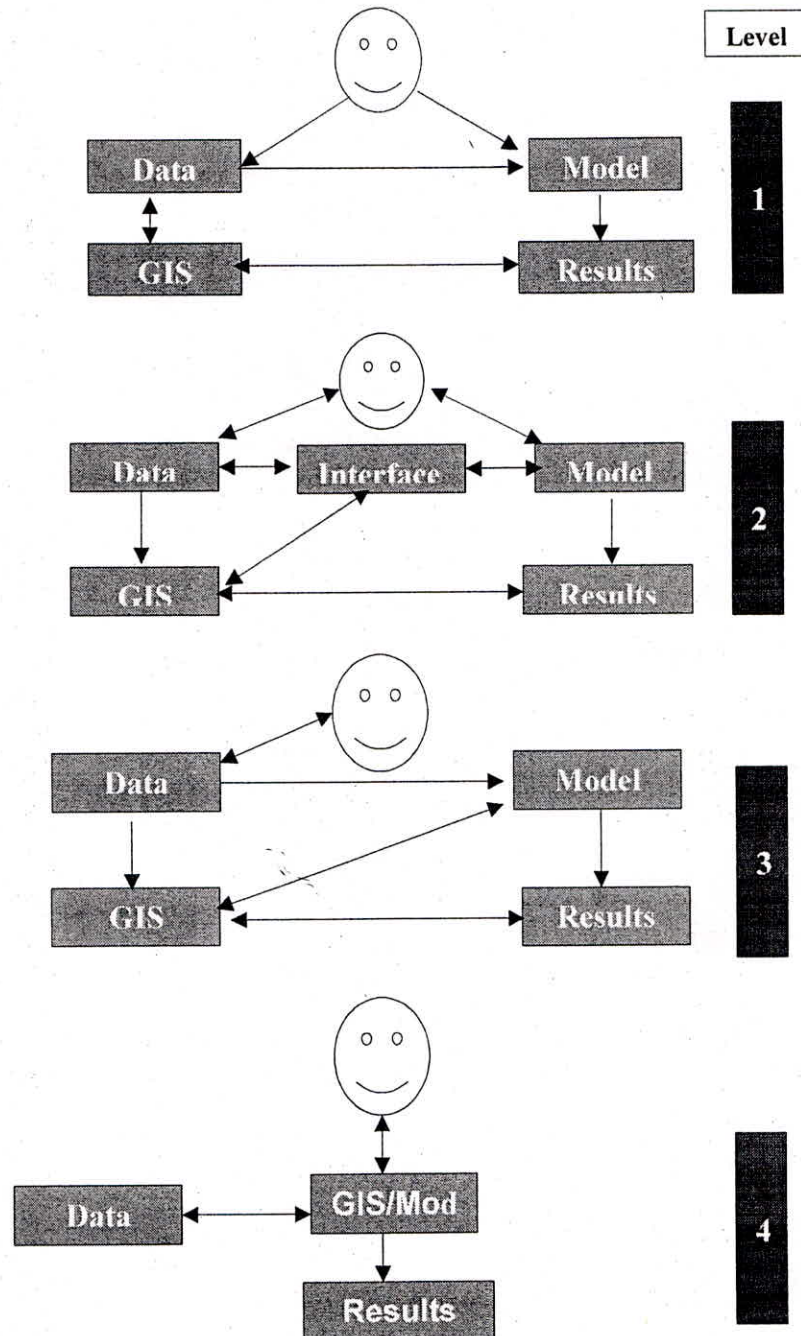 Level
Data
Model
1
GIS
Results
Data
Interface
Model
2
GIS
Results
Data
Model
3
GIS
Results
GIS/Mod
Data
4
Results